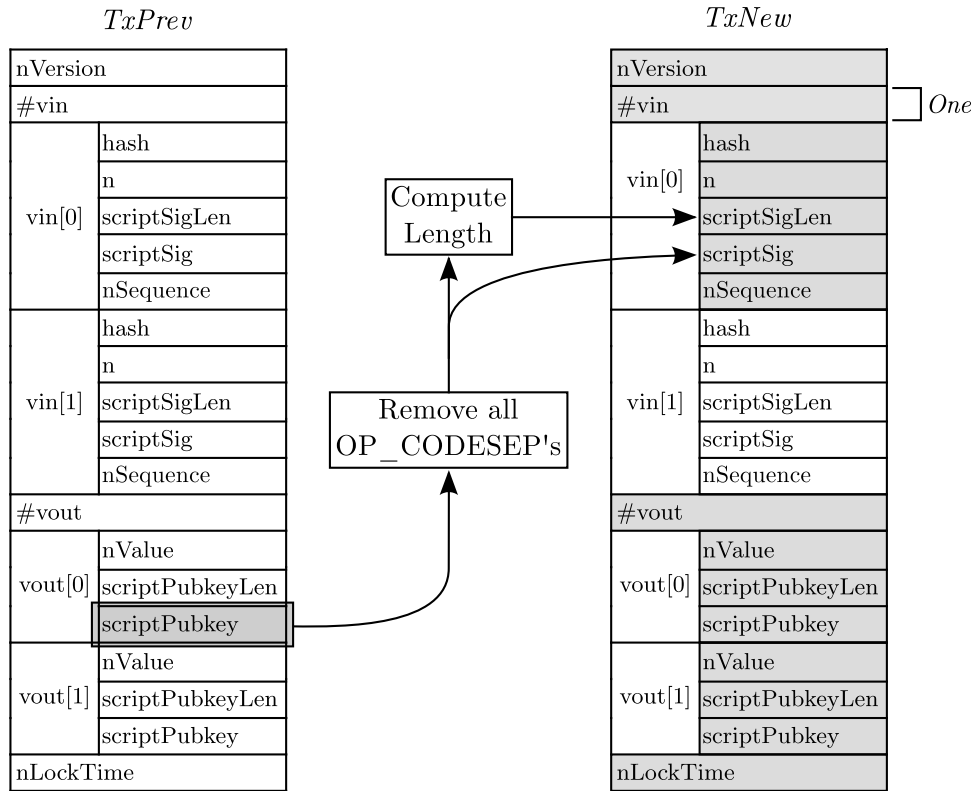 TxPrev
nVersion
#vin
vin[0]
hash
n
scriptSigLen
scriptSig
nSequence
vin[1]
hash
n
scriptSigLen
scriptSig
nSequence
#vout
vout[0]
nValue
scriptPubkeyLen
scriptPubkey
vout[1]
nValue
scriptPubkeyLen
scriptPubkey
nLockTime
Compute
Length
Remove all
OP_CODESEP's
TxNew
nVersion
#vin
One
vin[0]
hash
n
scriptSigLen
scriptSig
nSequence
vin[1]
hash
n
scriptSigLen
scriptSig
nSequence
#vout
vout[0]
nValue
scriptPubkeyLen
scriptPubkey
vout[1]
nValue
scriptPubkeyLen
scriptPubkey
nLockTime